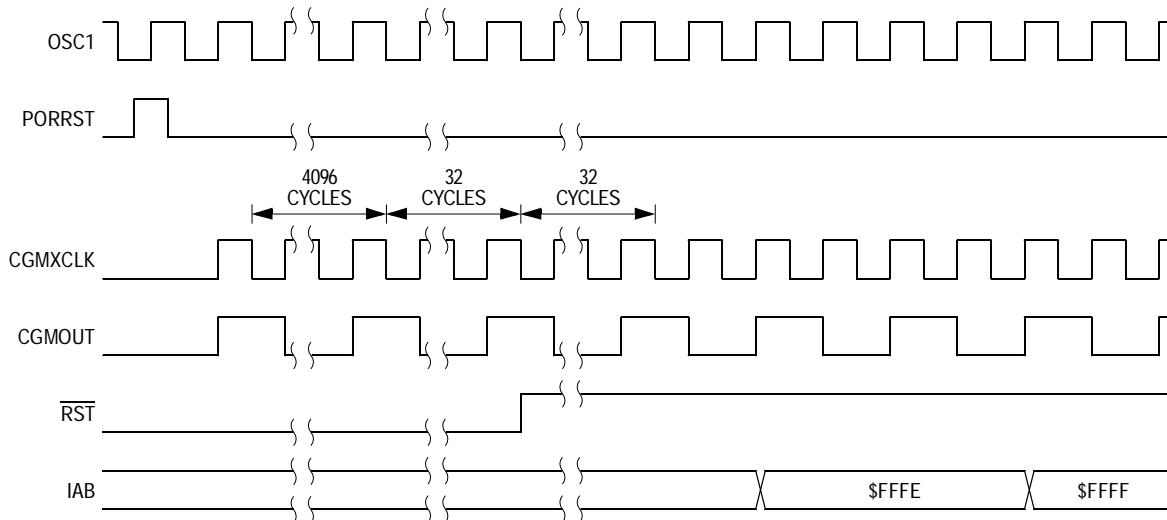 OSC1
PORRST
4096
CYCLES
32
CYCLES
32
CYCLES
CGMXCLK
CGMOUT
RST
IAB
$FFFE
$FFFF